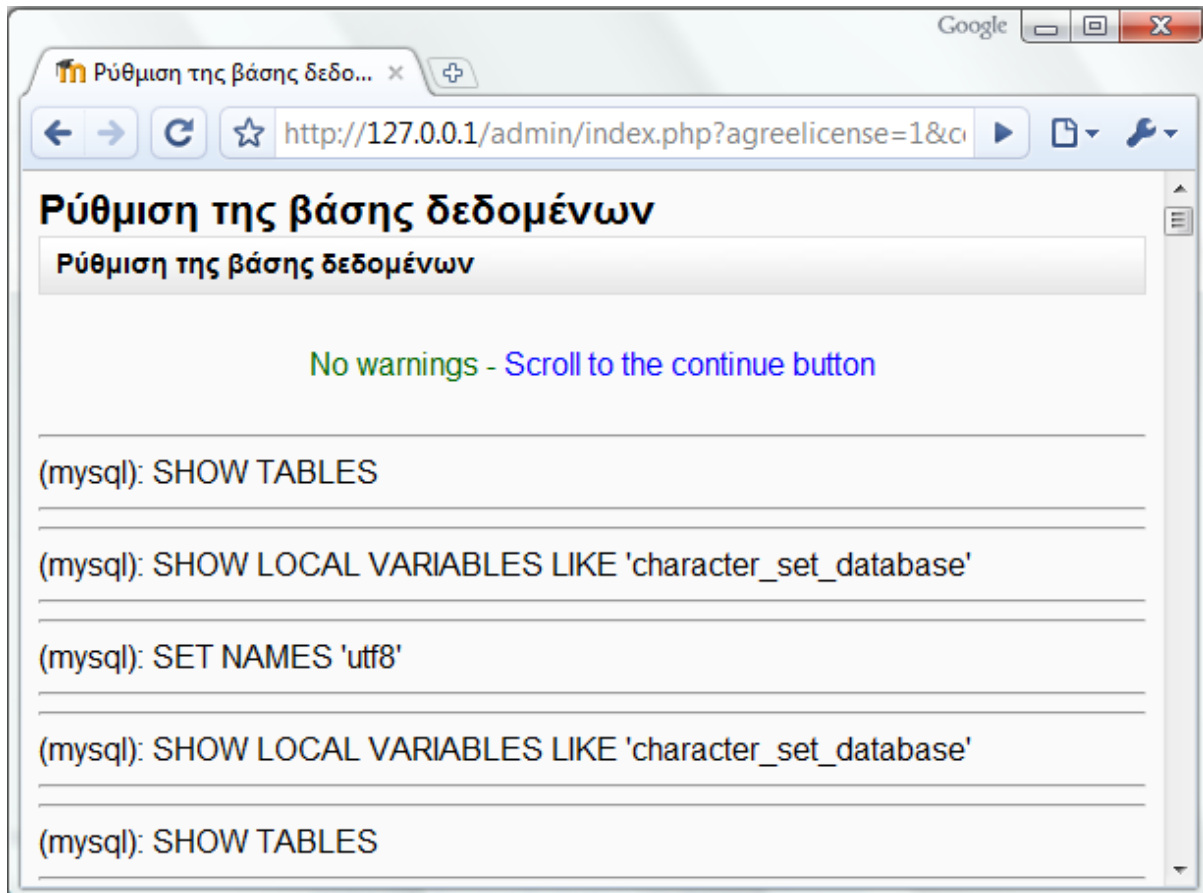 Google
Ρύθμιση της βάσης δεδο...
http://127.0.0.1/admin/index.php?agreelicense=1&c
Ρύθμιση της βάσης δεδομένων
Ρύθμιση της βάσης δεδομένων
No warnings - Scroll to the continue button
(mysql): SHOW TABLES
(mysql): SHOW LOCAL VARIABLES LIKE 'character_set_database'
(mysql): SET NAMES 'utf8'
(mysql): SHOW LOCAL VARIABLES LIKE 'character_set_database'
(mysql): SHOW TABLES